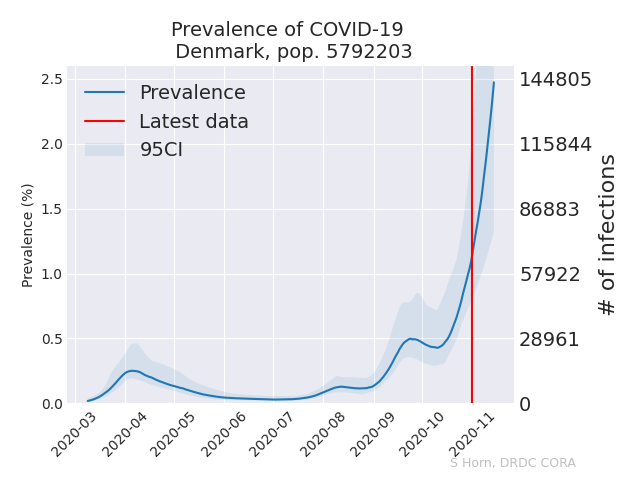 Prevalence of COVID-19
Denmark, pop. 5792203
Prevalence
Latest data
95CI
Prevalence (%)
2.5
2.0
1.5
1.0
0.5
0.0
144805
115844
86883
57922
28961
0
# of infections
2020-03
2020-04
2020-05
2020-06
2020-07
2020-08
2020-09
2020-10
2020-11
S Horn, DRDC CORA